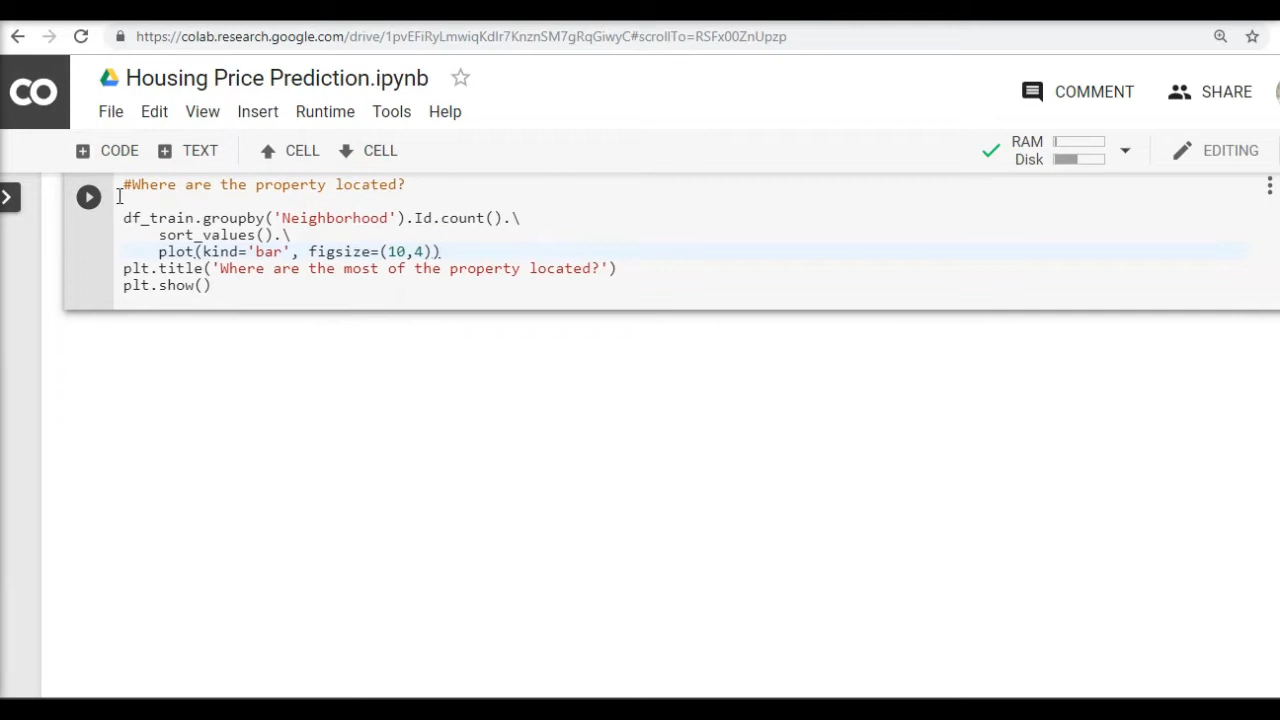 https://colab.research.google.com/drive/1pvEFiRyLmwiqKdlr7KnznSM7gRqGiwyC#scrollTo=RSFx00ZnUpzp
CO Housing Price Prediction.ipynb
File Edit View Insert Runtime Tools Help COMMENT SHARE
CODE TEXT CELL CELL RAM EDITING
Disk
#Where are the property located?
df_train.groupby('Neighborhood').Id.count().\
sort_values().\
plot(kind='bar', figsize=(10,4))
plt.title('Where are the most of the property located?')
plt.show()